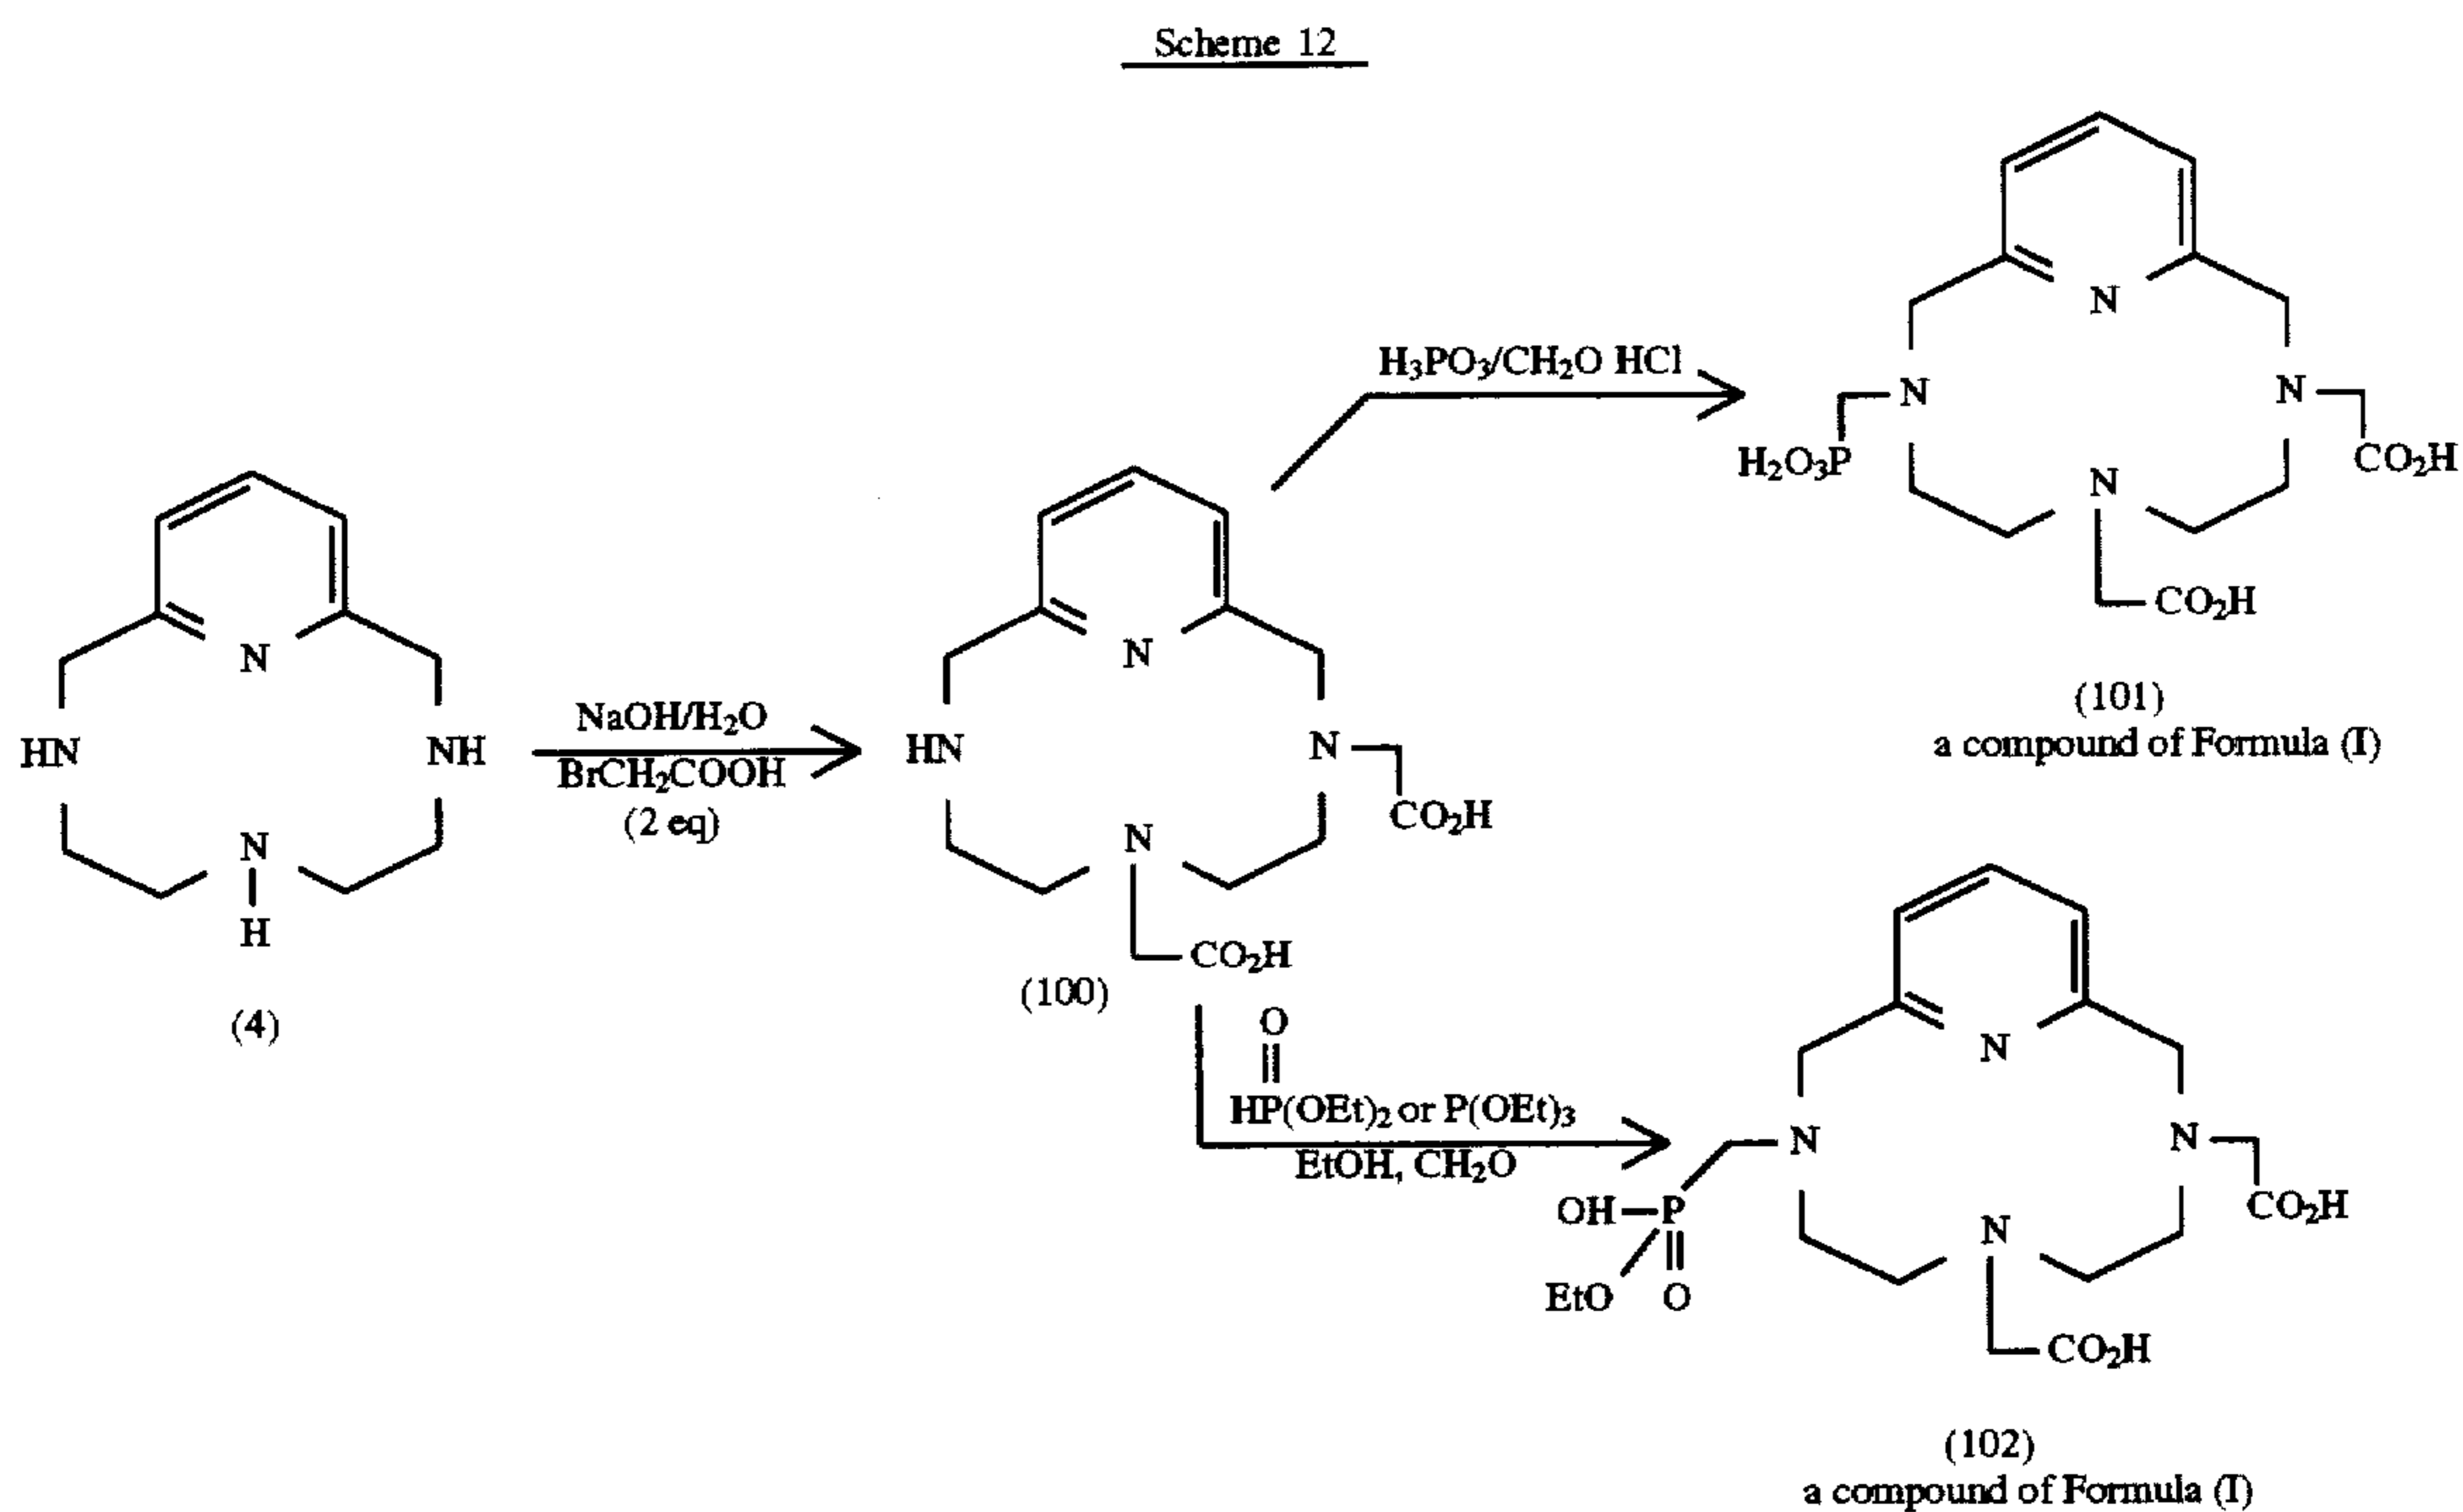 Scheme 12
N
HN
NH
N
H
(4)
NaOH/H₂O
BrCH₂COOH
(2 eq)
N
HN
N
CO₂H
N
CO₂H
(100)
H₃PO₃/CH₂O HCl
N
N
N
H₂O₃P
CO₂H
N
CO₂H
(101)
a compound of Formula (I)
O
HP(OEt)₂ or P(OEt)₃
EtOH, CH₂O
N
N
N
OH
P
CO₂H
N
EtO
O
CO₂H
(102)
a compound of Formula (I)